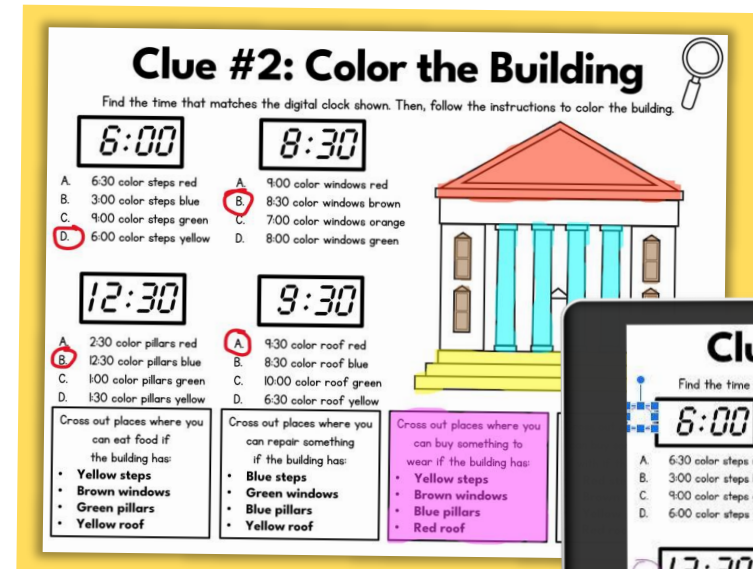 Clue #2: Color the Building
Find the time that matches the digital clock shown. Then, follow the instructions to color the building.
6:00
A. 6:30 color steps red
B. 3:00 color steps blue
C. 9:00 color steps green
D. 6:00 color steps yellow
8:30
A. 9:00 color windows red
B. 8:30 color windows brown
C. 7:00 color windows orange
D. 8:00 color windows green
12:30
A. 2:30 color pillars red
B. 12:30 color pillars blue
C. 1:00 color pillars green
D. 1:30 color pillars yellow
9:30
A. 9:30 color roof red
B. 8:30 color roof blue
C. 10:00 color roof green
D. 6:30 color roof yellow
Cross out places where you
can eat food if
the building has:
• Yellow steps
• Brown windows
• Green pillars
• Yellow roof
Cross out places where you
can repair something
if the building has:
• Blue steps
• Green windows
• Blue pillars
• Yellow roof
Cross out places where you
can buy something to
wear if the building has:
• Yellow steps
• Brown windows
• Blue pillars
• Red roof
Find the time
6:00
A. 6:30 color steps
B. 3:00 color steps
C. 9:00 color steps
D. 6:00 color steps